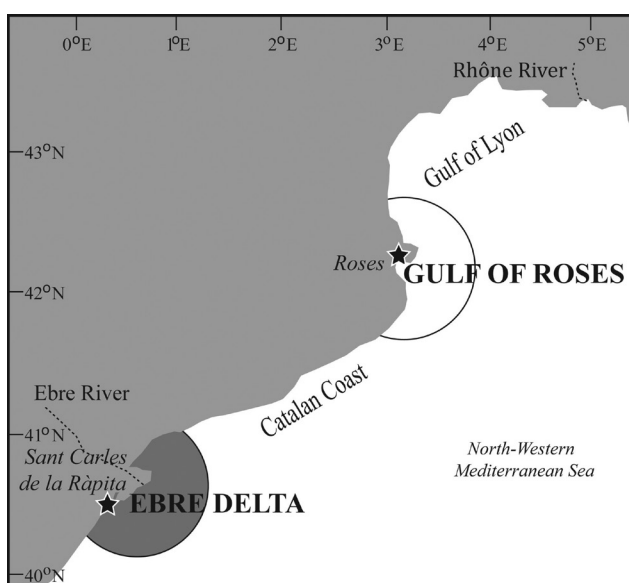 0°E
1°E
2°E
3°E
4°E
5°E
Rhône River
43°N
Gulf of Lyon
Roses
GULF OF ROSES
42°N
Catalan Coast
Ebre River
41°N
Sant Carles
de la Ràpita
North-Western
Mediterranean Sea
EBRE DELTA
40°N